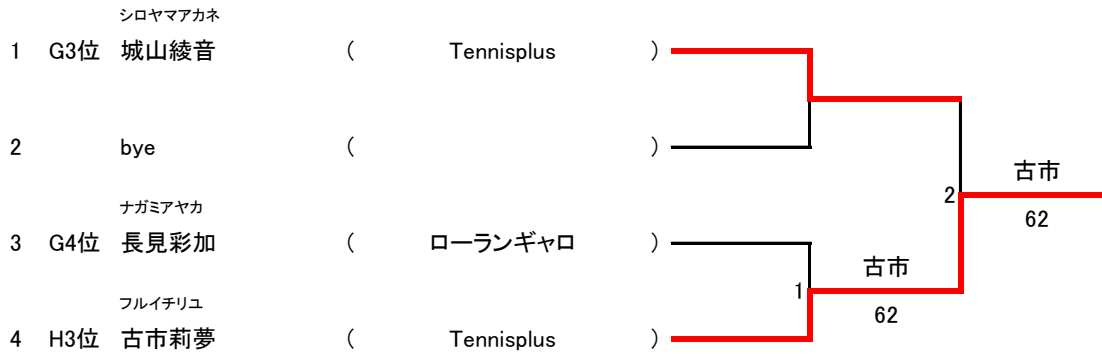 シロヤマアカネ
1 G3位 城山綾音 ( Tennisplus )
2 bye ( )
古市
2
62
ナガミアヤカ
3 G4位 長見彩加 ( ローランギャロ )
古市
1
62
フルイチリユ
4 H3位 古市莉夢 ( Tennisplus )